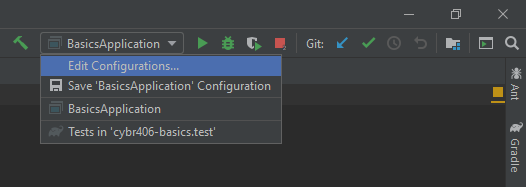 BasicsApplication
Git:
Edit Configurations...
Save 'BasicsApplication' Configuration
BasicsApplication
Tests in 'cybr406-basics.test'
Ant
Gradle